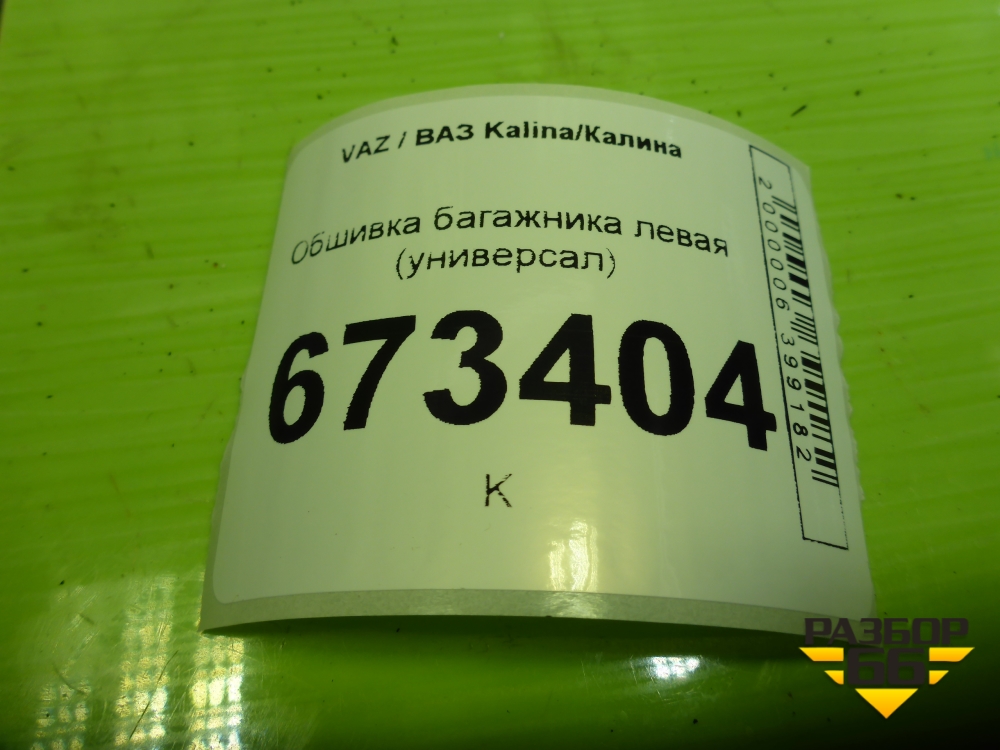 VAZ / ВАЗ Kalina/Калина
Обшивка багажника левая
(универсал)
673404
К
2000006399182
РАЗБОР
66